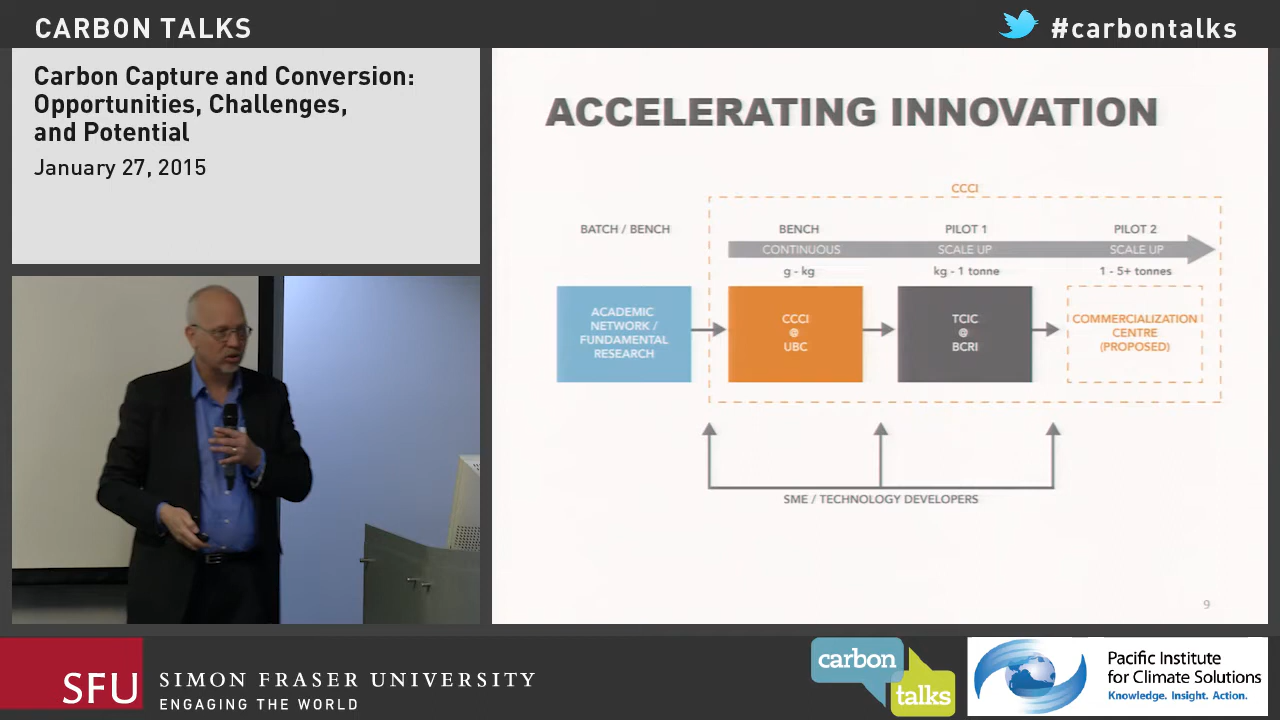 CARBON TALKS
#carbontalks
Carbon Capture and Conversion:
Opportunities, Challenges,
and Potential
January 27, 2015
ACCELERATING INNOVATION
CCCI
BATCH / BENCH
BENCH
PILOT 1
PILOT 2
CONTINUOUS
SCALE UP
SCALE UP
g - kg
kg - 1 tonne
1 - 5+ tonnes
ACADEMIC
NETWORK /
FUNDAMENTAL
RESEARCH
CCCI
@
UBC
TCIC
@
BCRI
COMMERCIALIZATION
CENTRE
(PROPOSED)
SME / TECHNOLOGY DEVELOPERS
9
SFU
SIMON FRASER UNIVERSITY
ENGAGING THE WORLD
carbon
talks
Pacific Institute
for Climate Solutions
Knowledge. Insight. Action.